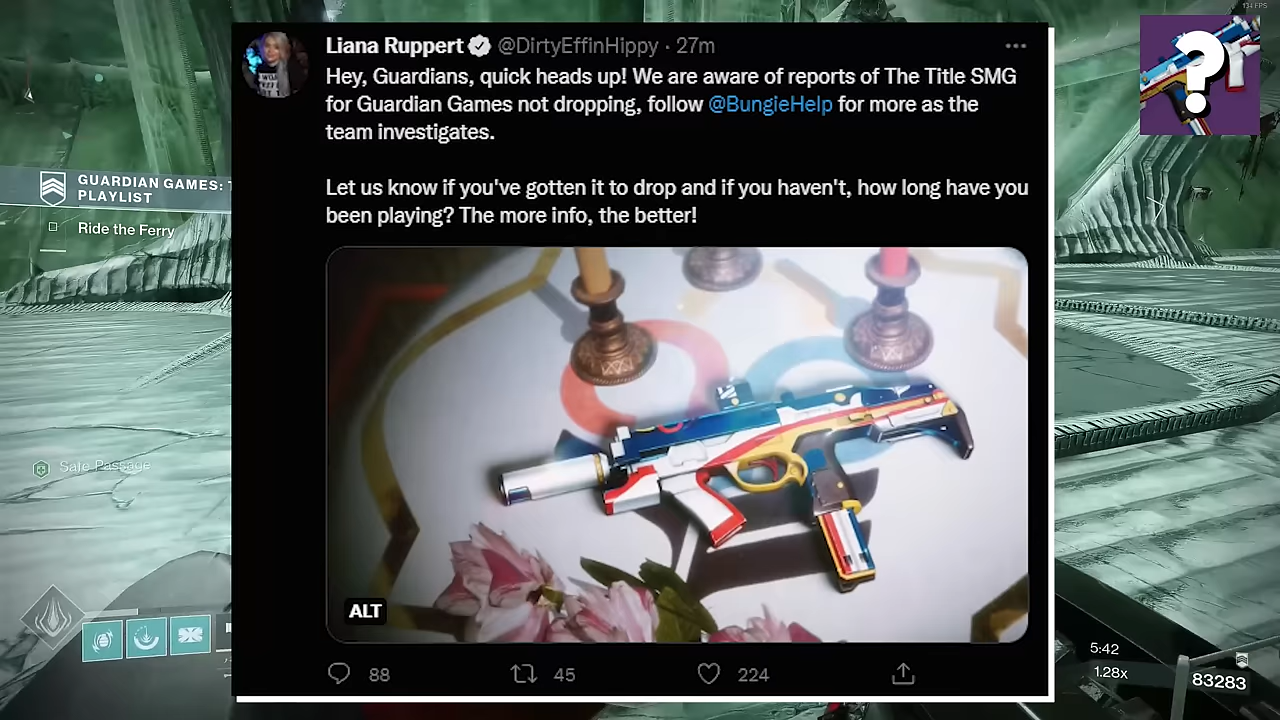 134 FPS
Liana Ruppert @DirtyEffinHippy · 27m
Hey, Guardians, quick heads up! We are aware of reports of The Title SMG
for Guardian Games not dropping, follow @BungieHelp for more as the
team investigates.
Let us know if you've gotten it to drop and if you haven't, how long have you
been playing? The more info, the better!
?
GUARDIAN GAMES: T
PLAYLIST
Ride the Ferry
Safe Passage
ALT
88
45
224
5:42
1.28x
83283